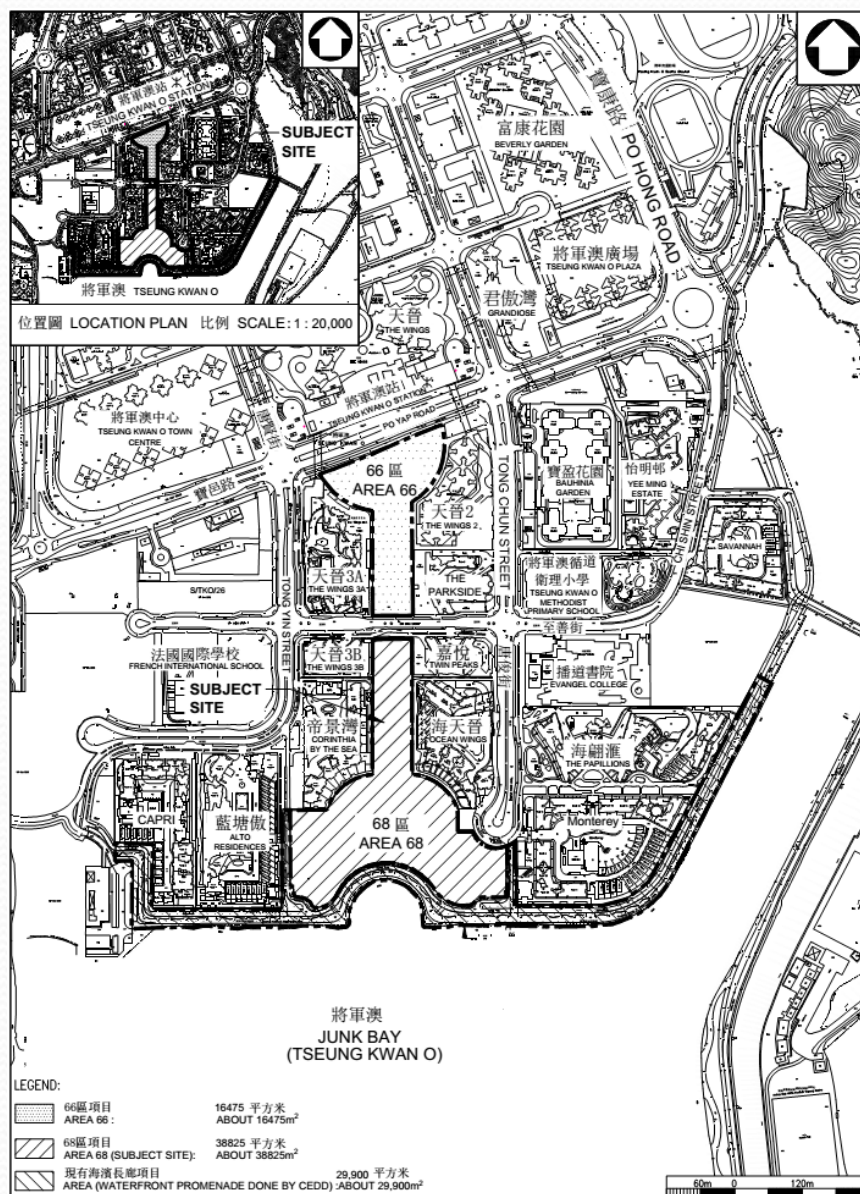 將軍澳站
TSEUNG KWAN O STATION
SUBJECT
SITE
將軍澳 TSEUNG KWAN O
位置圖 LOCATION PLAN 比例 SCALE: 1 : 20,000
寶康路
PO HONG ROAD
富康花園
BEVERLY GARDEN
將軍澳廣場
TSEUNG KWAN O PLAZA
君傲灣
GRANDIOSE
天晉
THE WINGS
將軍澳站
TSEUNG KWAN O STATION
PO YAP ROAD
將軍澳中心
TSEUNG KWAN O TOWN
CENTRE
寶邑路
66 區
AREA 66
天晉2
THE WINGS 2
TONG CHUN STREET
寶盈花園
BAUHINIA
GARDEN
怡明邨
YEE MING
ESTATE
CHI SHIN STREET
SAVANNAH
天晉3A
THE WINGS 3A
THE
PARKSIDE
將軍澳循道
衛理小學
TSEUNG KWAN O
METHODIST
PRIMARY SCHOOL
S/TKO/26
TONG YIN STREET
至善街
法國國際學校
FRENCH INTERNATIONAL SCHOOL
天晉3B
THE WINGS 3B
嘉悅
TWIN PEAKS
唐俊街
播道書院
EVANGEL COLLEGE
SUBJECT
SITE
帝景灣
CORINTHIA
BY THE SEA
海天晉
OCEAN WINGS
海翩滙
THE PAPILLIONS
CAPRI
藍塘傲
ALTO
RESIDENCES
68 區
AREA 68
Monterey
將軍澳
JUNK BAY
(TSEUNG KWAN O)
LEGEND:
66區項目 16475 平方米
AREA 66 : ABOUT 16475m²
68區項目 38825 平方米
AREA 68 (SUBJECT SITE): ABOUT 38825m²
現有海濱長廊項目 29,900 平方米
AREA (WATERFRONT PROMENADE DONE BY CEDD) :ABOUT 29,900m²
60m 0 120m